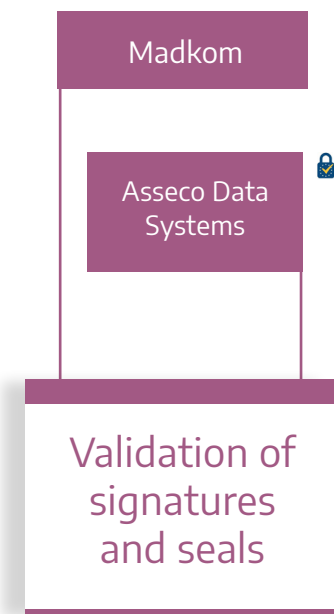 Madkom
Asseco Data
Systems
Validation of
signatures
and seals